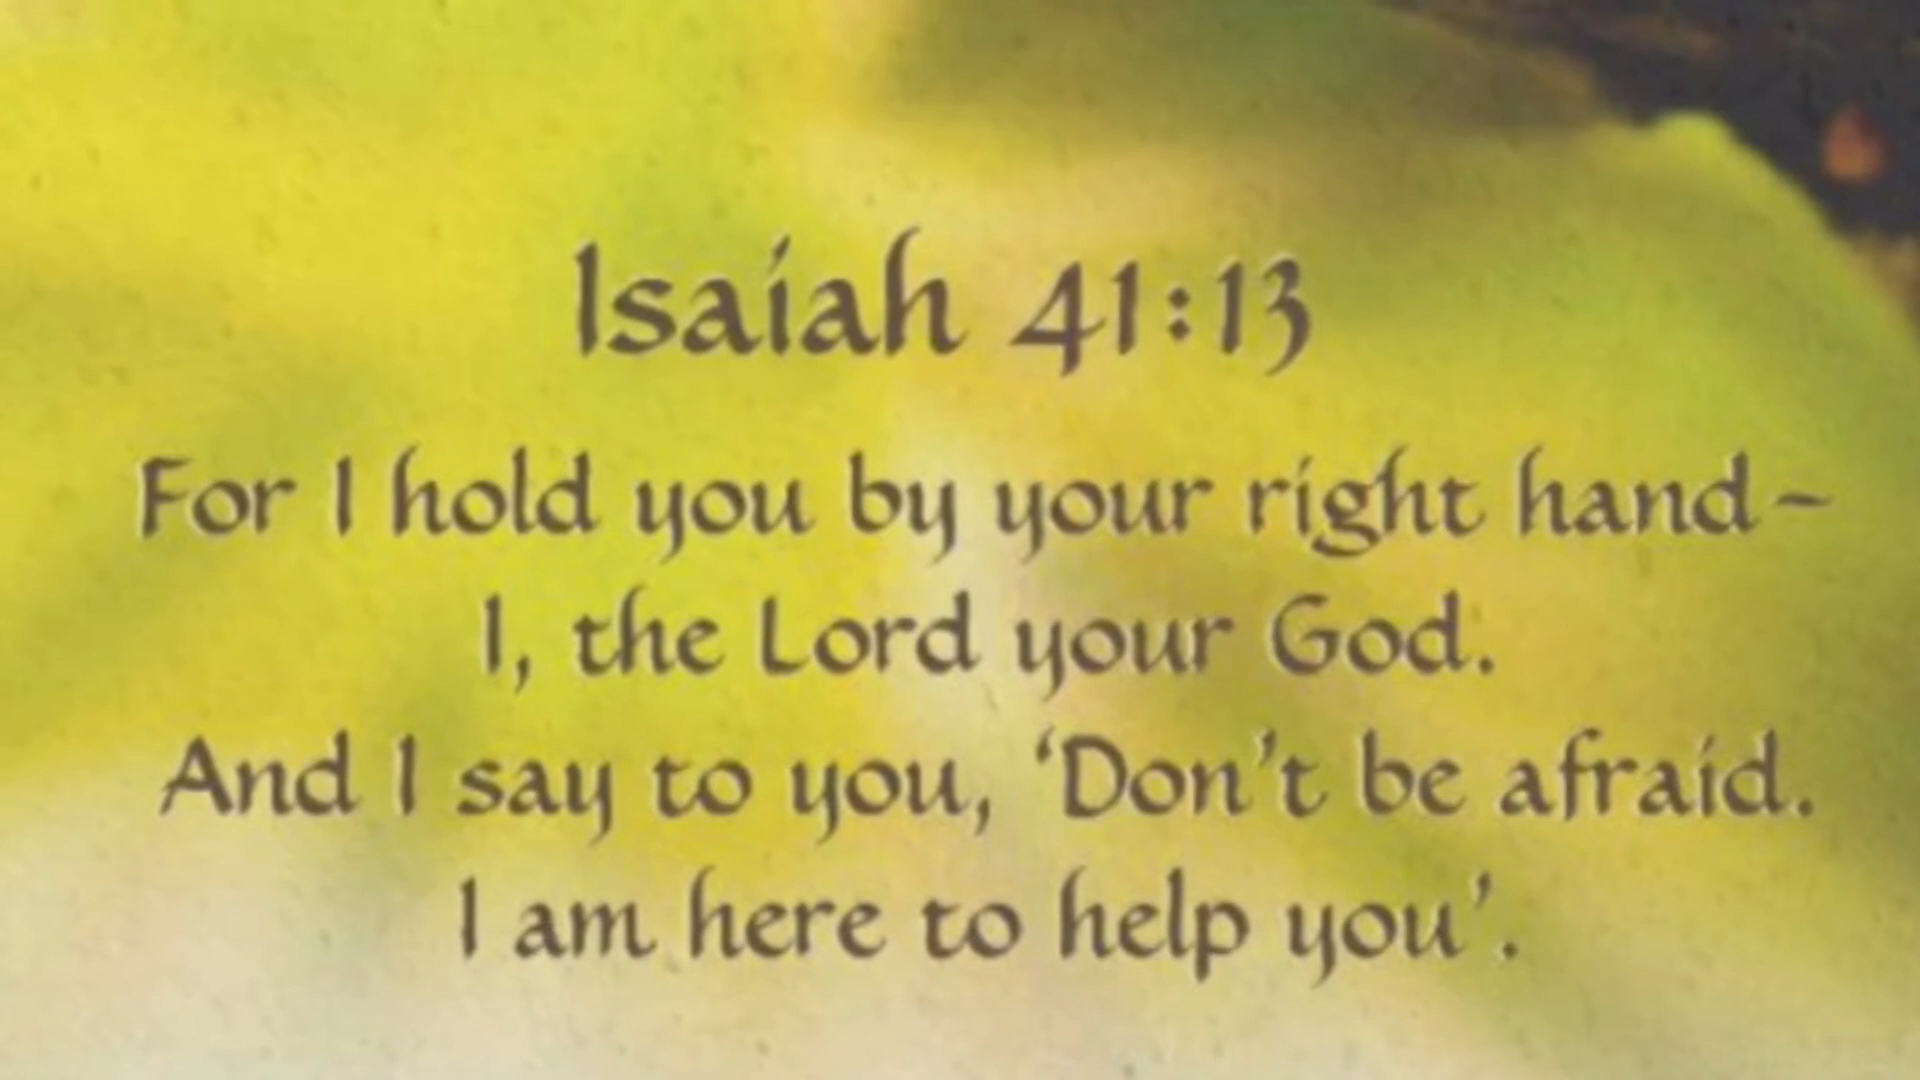 Isaiah 41:13
For I hold you by your right hand-
I, the Lord your God.
And I say to you, ‘Don’t be afraid.
I am here to help you’.